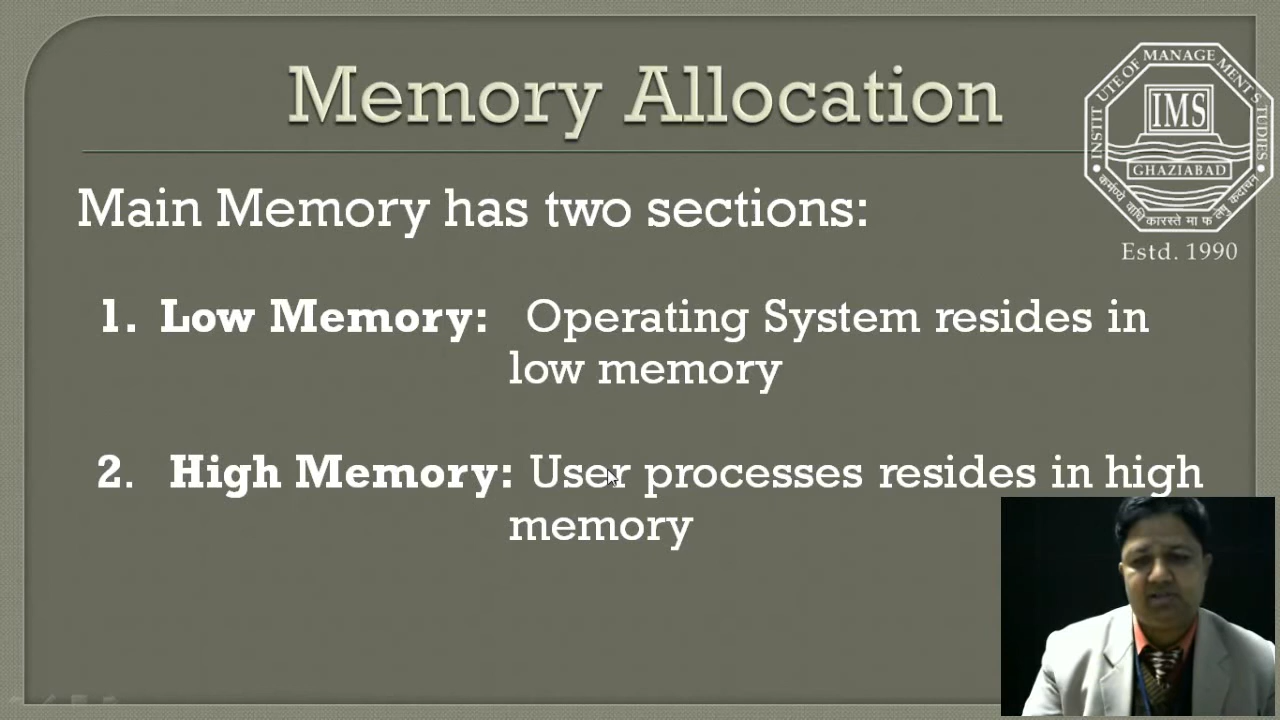 Memory Allocation
INSTITUTE OF MANAGEMENT STUDIES
IMS
GHAZIABAD
Estd. 1990
Main Memory has two sections:
1. Low Memory: Operating System resides in
low memory
2. High Memory: User processes resides in high
memory